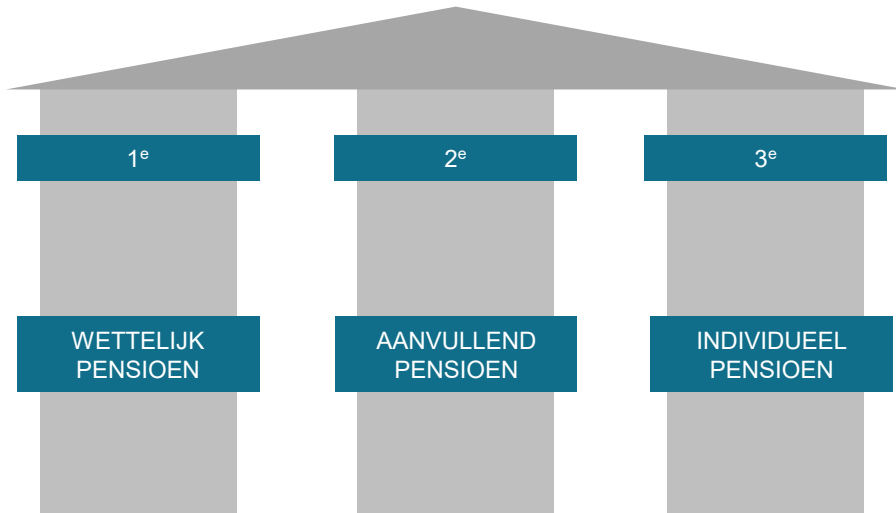 1ᵉ
2ᵉ
3ᵉ
WETTELIJK
PENSIOEN
AANVULLEND
PENSIOEN
INDIVIDUEEL
PENSIOEN